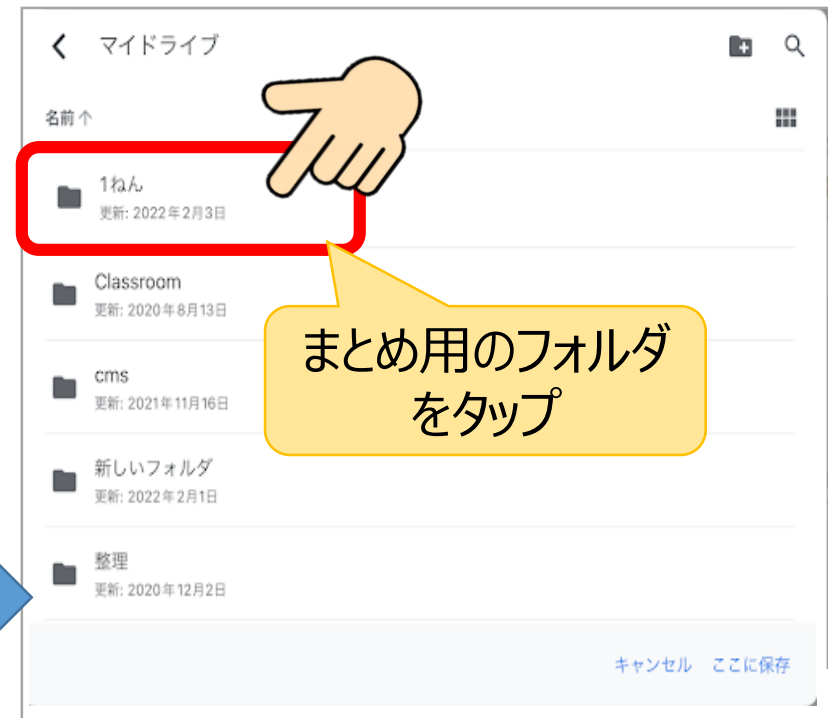 マイドライブ
名前 ↑
1ねん
更新: 2022年2月3日
Classroom
更新: 2020年8月13日
cms
更新: 2021年11月16日
まとめ用のフォルダ
をタップ
新しいフォルダ
更新: 2022年2月1日
整理
更新: 2020年12月2日
キャンセル ここに保存